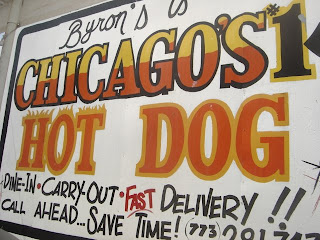 Byron's is
CHICAGO'S #1
HOT DOG
DINE-IN • CARRY-OUT • FAST DELIVERY!!
CALL AHEAD...SAVE TIME! (773)